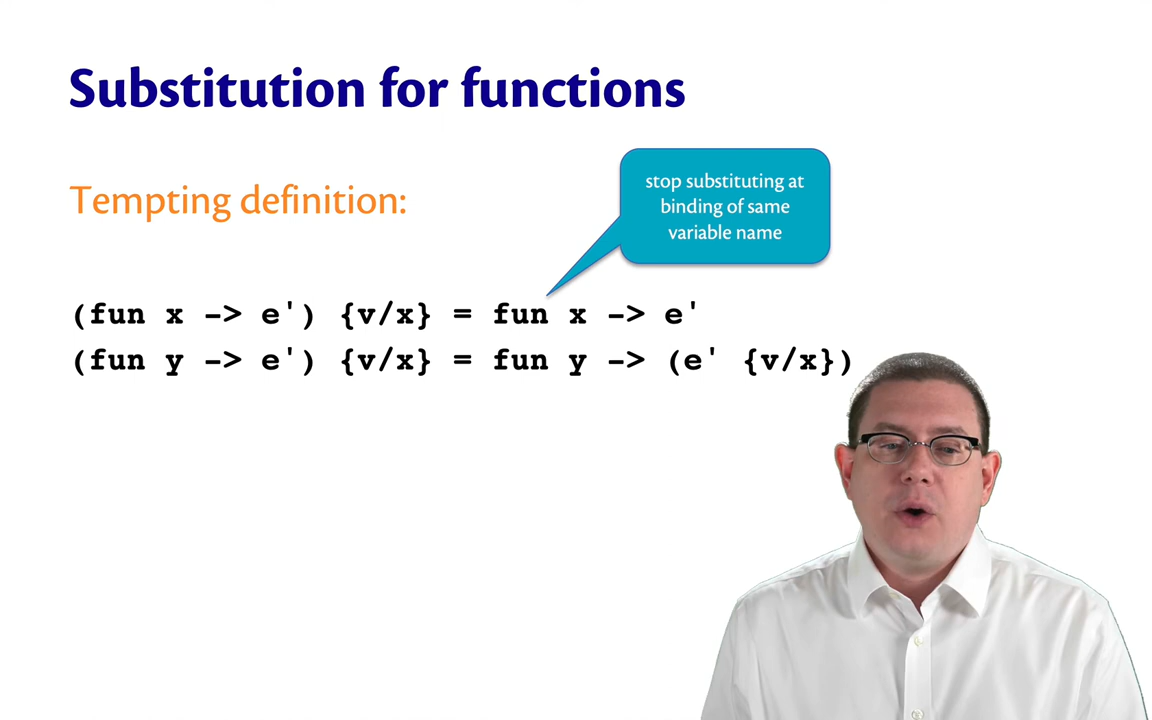 Substitution for functions
Tempting definition:
stop substituting at
binding of same
variable name
(fun x -> e') {v/x} = fun x -> e'
(fun y -> e') {v/x} = fun y -> (e' {v/x})